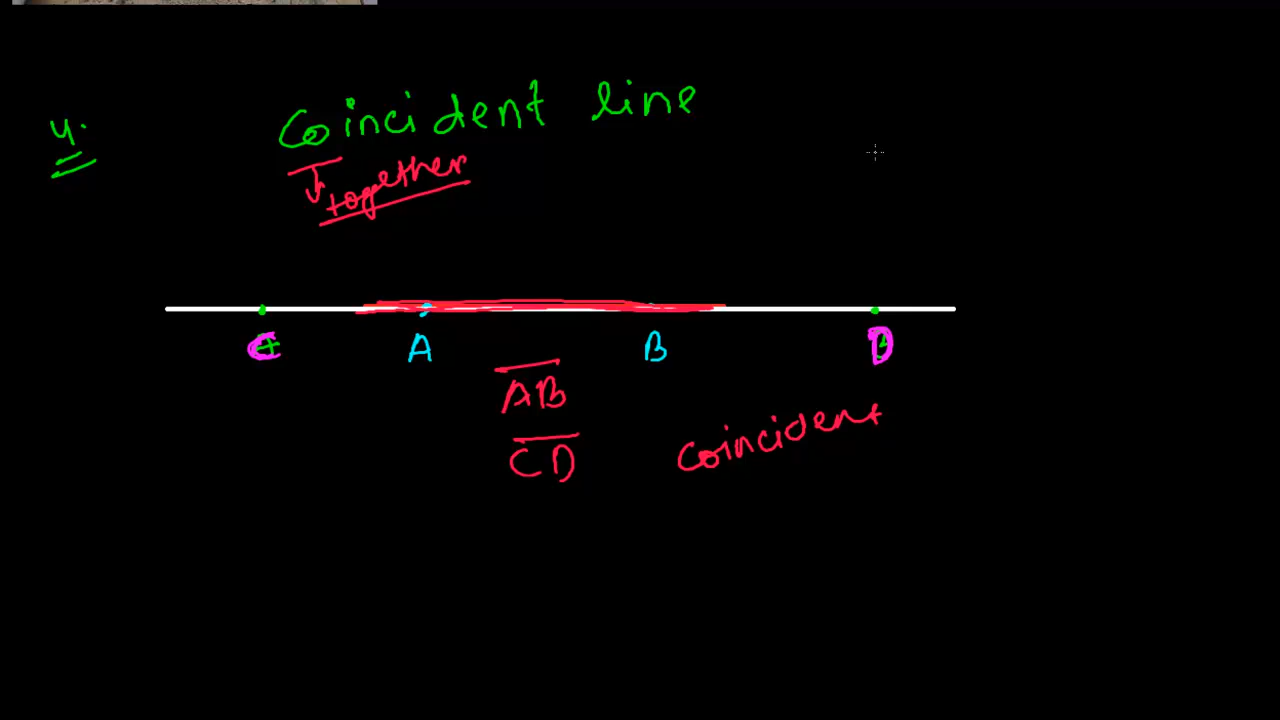 4.
Coincident line
together
C A B D
AB
CD
Coincident